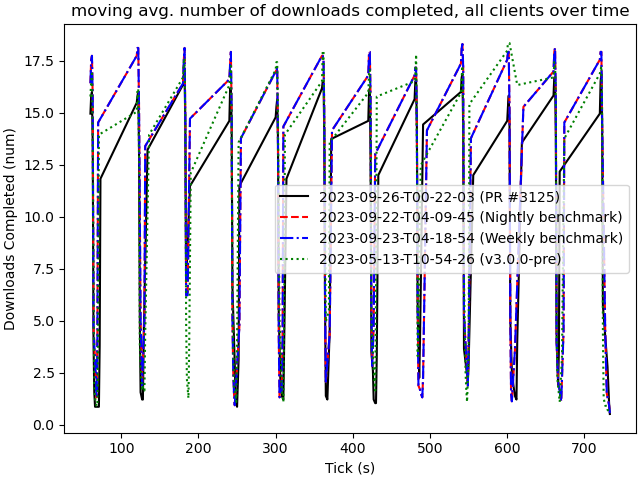 moving avg. number of downloads completed, all clients over time
Downloads Completed (num)
17.5
15.0
12.5
10.0
7.5
5.0
2.5
0.0
2023-09-26-T00-22-03 (PR #3125)
2023-09-22-T04-09-45 (Nightly benchmark)
2023-09-23-T04-18-54 (Weekly benchmark)
2023-05-13-T10-54-26 (v3.0.0-pre)
100 200 300 400 500 600 700
Tick (s)